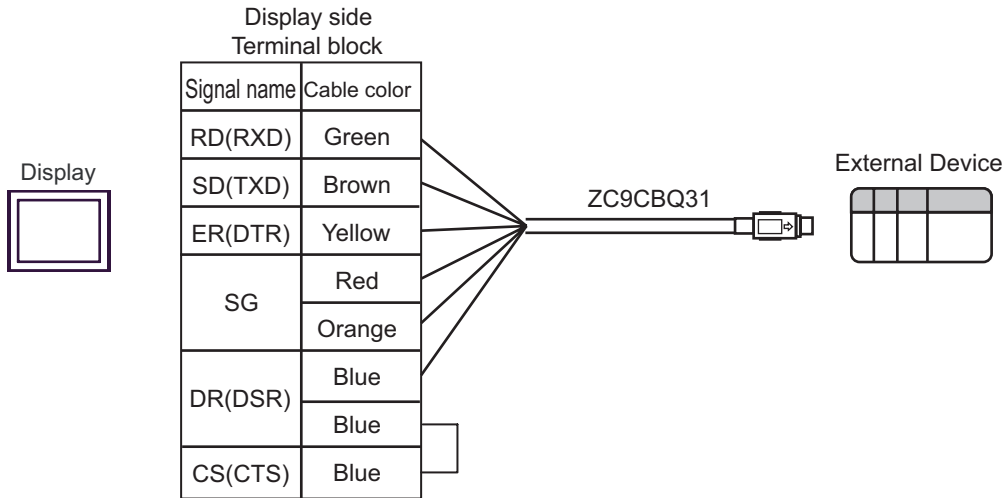 Display side
Terminal block
Signal name Cable color
RD(RXD) Green
SD(TXD) Brown
ER(DTR) Yellow
SG Red
Orange
DR(DSR) Blue
Blue
CS(CTS) Blue
Display
ZC9CBQ31
External Device